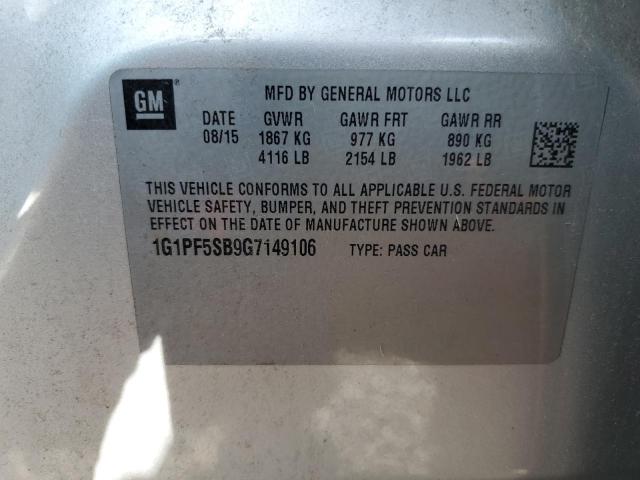 GM
MFD BY GENERAL MOTORS LLC
DATE GVWR GAWR FRT GAWR RR
08/15 1867 KG 977 KG 890 KG
4116 LB 2154 LB 1962 LB
THIS VEHICLE CONFORMS TO ALL APPLICABLE U.S. FEDERAL MOTOR
VEHICLE SAFETY, BUMPER, AND THEFT PREVENTION STANDARDS IN
EFFECT ON THE DATE OF MANUFACTURE SHOWN ABOVE.
1G1PF5SB9G7149106 TYPE: PASS CAR